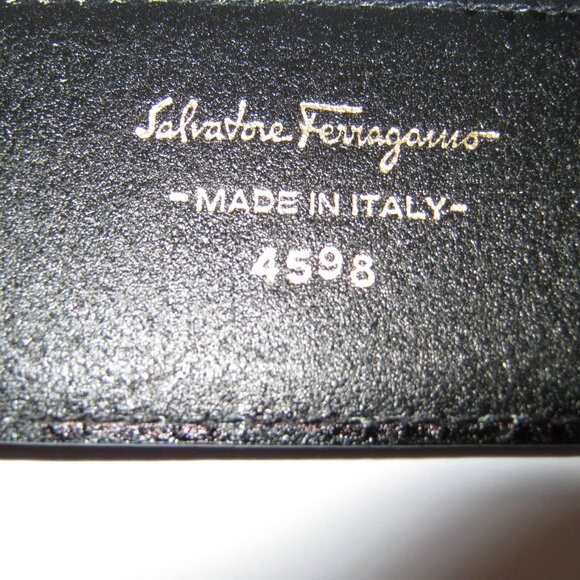 Salvatore Ferragamo
-MADE IN ITALY-
4598